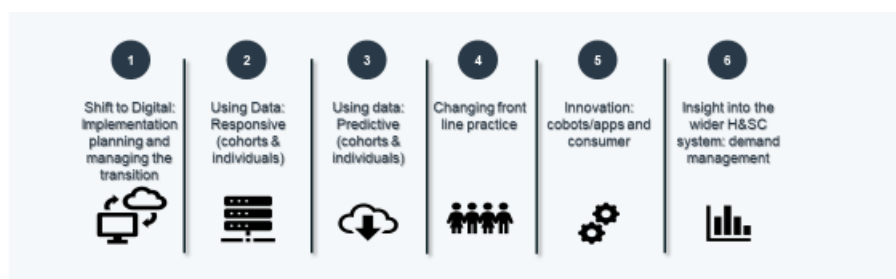 1
Shift to Digital:
Implementation
planning and
managing the
transition
2
Using Data:
Responsive
(cohorts &
individuals)
3
Using data:
Predictive
(cohorts &
individuals)
4
Changing front
line practice
5
Innovation:
cobots/apps and
consumer
6
Insight into the
wider H&SC
system: demand
management